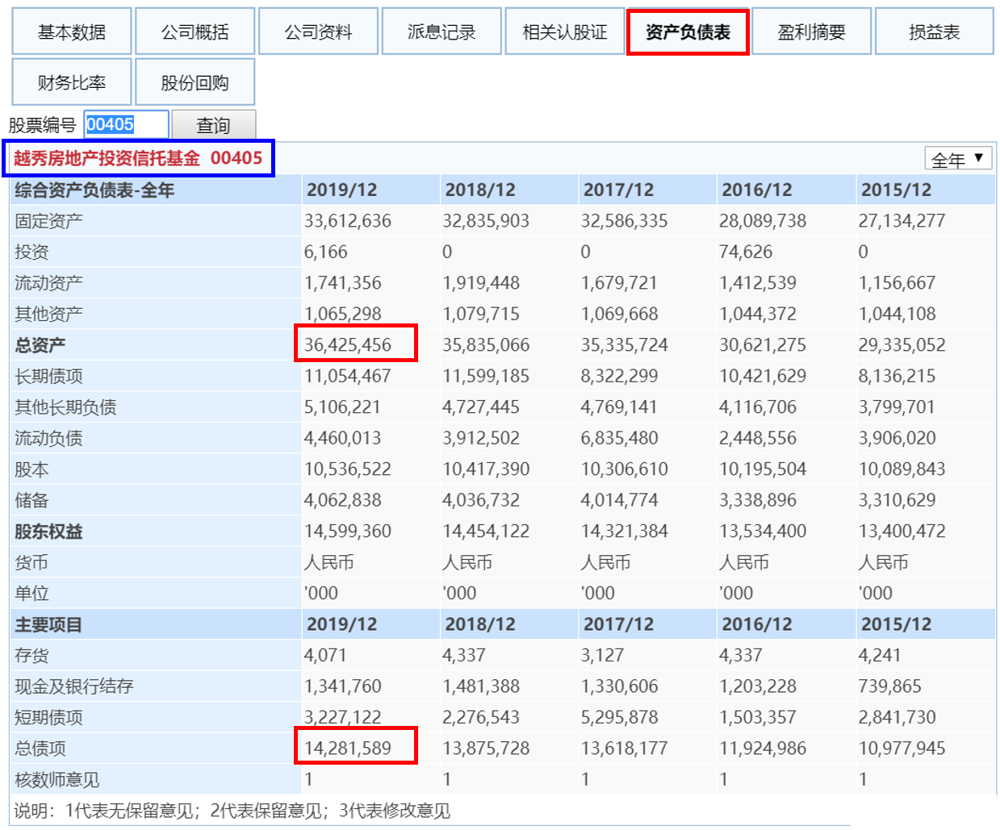 基本数据 公司概括 公司资料 派息记录 相关认股证 资产负债表 盈利摘要 损益表
财务比率 股份回购
股票编号 00405 查询
越秀房地产投资信托基金 00405 全年 ▼
综合资产负债表-全年 2019/12 2018/12 2017/12 2016/12 2015/12
固定资产 33,612,636 32,835,903 32,586,335 28,089,738 27,134,277
投资 6,166 0 0 74,626 0
流动资产 1,741,356 1,919,448 1,679,721 1,412,539 1,156,667
其他资产 1,065,298 1,079,715 1,069,668 1,044,372 1,044,108
总资产 36,425,456 35,835,066 35,335,724 30,621,275 29,335,052
长期债项 11,054,467 11,599,185 8,322,299 10,421,629 8,136,215
其他长期负债 5,106,221 4,727,445 4,769,141 4,116,706 3,799,701
流动负债 4,460,013 3,912,502 6,835,480 2,448,556 3,906,020
股本 10,536,522 10,417,390 10,306,610 10,195,504 10,089,843
储备 4,062,838 4,036,732 4,014,774 3,338,896 3,310,629
股东权益 14,599,360 14,454,122 14,321,384 13,534,400 13,400,472
货币 人民币 人民币 人民币 人民币 人民币
单位 '000 '000 '000 '000 '000
主要项目 2019/12 2018/12 2017/12 2016/12 2015/12
存货 4,071 4,337 3,127 4,337 4,241
现金及银行结存 1,341,760 1,481,388 1,330,606 1,203,228 739,865
短期债项 3,227,122 2,276,543 5,295,878 1,503,357 2,841,730
总债项 14,281,589 13,875,728 13,618,177 11,924,986 10,977,945
核数师意见 1 1 1 1 1
说明：1代表无保留意见；2代表保留意见；3代表修改意见